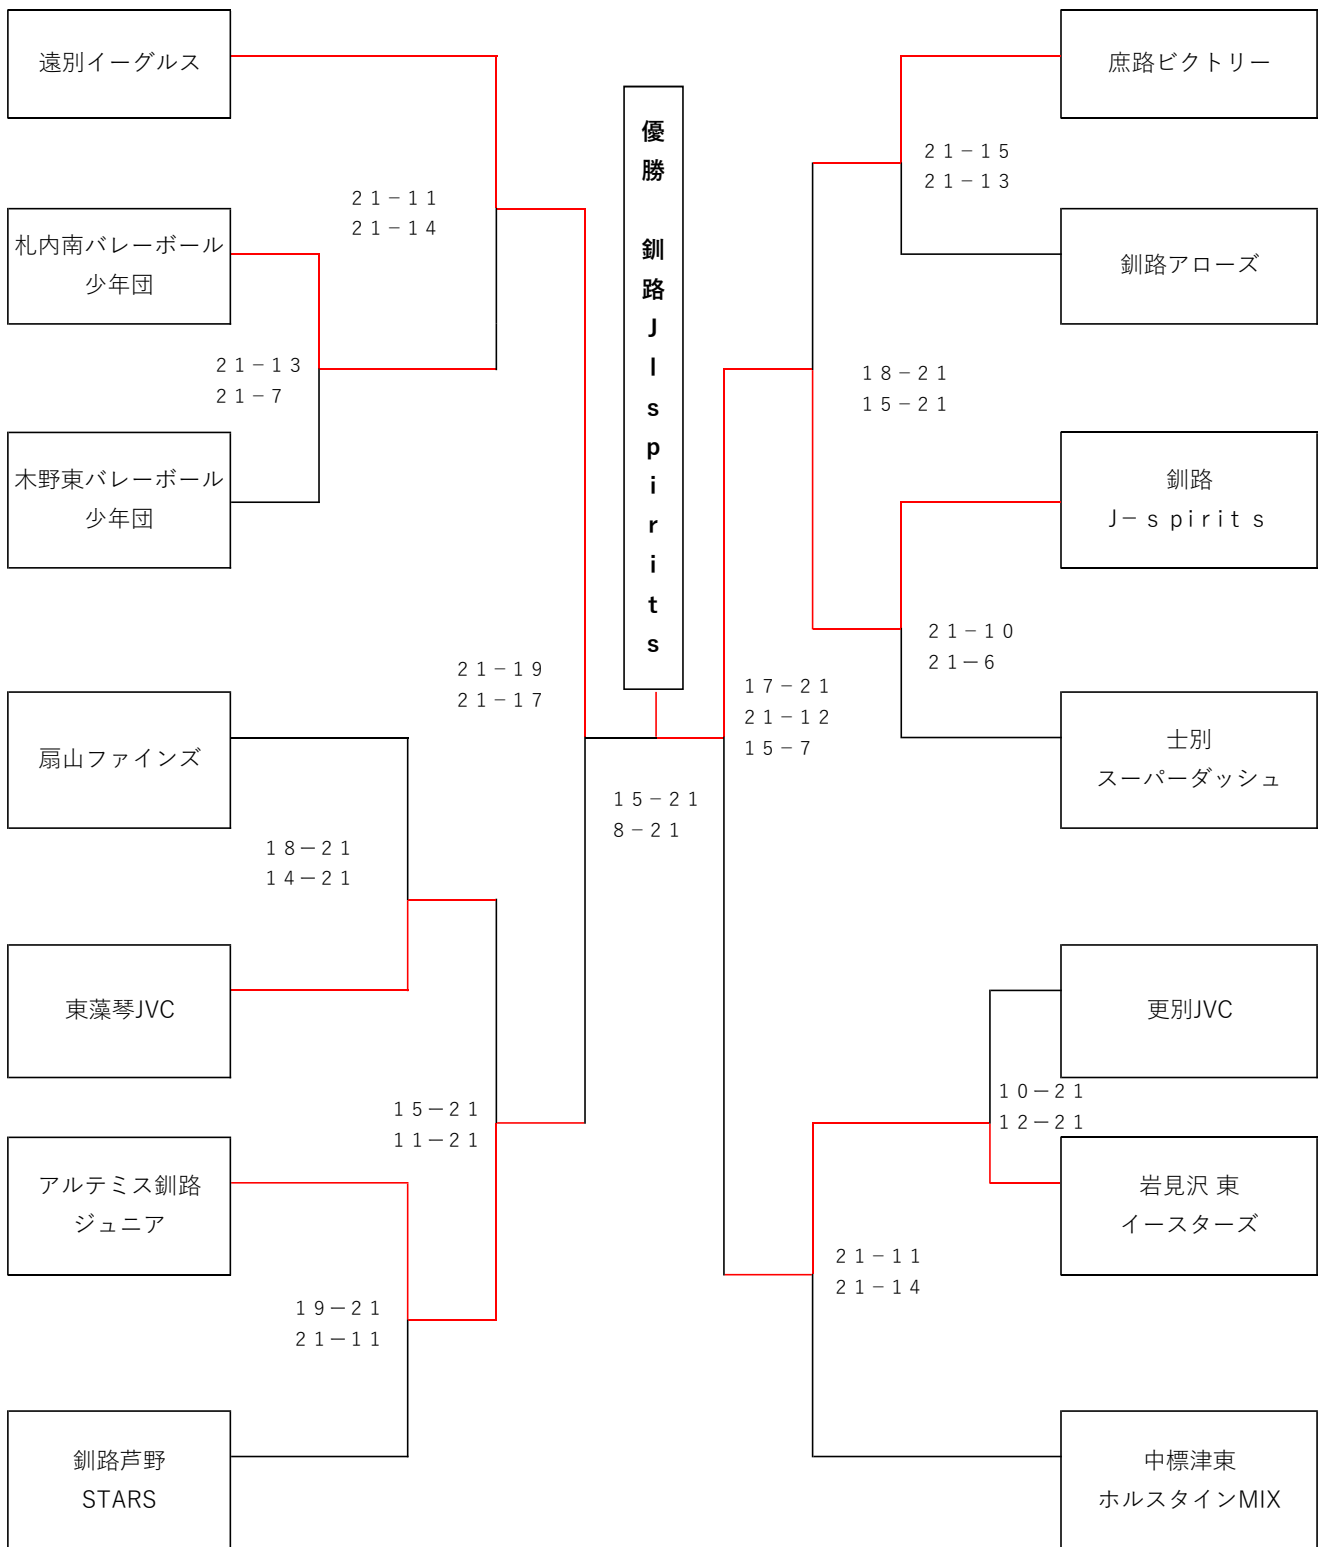 遠別イーグルス
札内南バレーボール
少年団
木野東バレーボール
少年団
扇山ファインズ
東藻琴JVC
アルテミス釧路
ジュニア
釧路芦野
STARS
21-11
21-14
21-13
21-7
21-19
21-17
18-21
14-21
15-21
11-21
19-21
21-11
優勝　釧路J-spirits
15-21
8-21
17-21
21-12
15-7
21-15
21-13
18-21
15-21
21-10
21-6
10-21
12-21
21-11
21-14
庶路ビクトリー
釧路アローズ
釧路
J-spirits
士別
スーパーダッシュ
更別JVC
岩見沢 東
イースターズ
中標津東
ホルスタインMIX